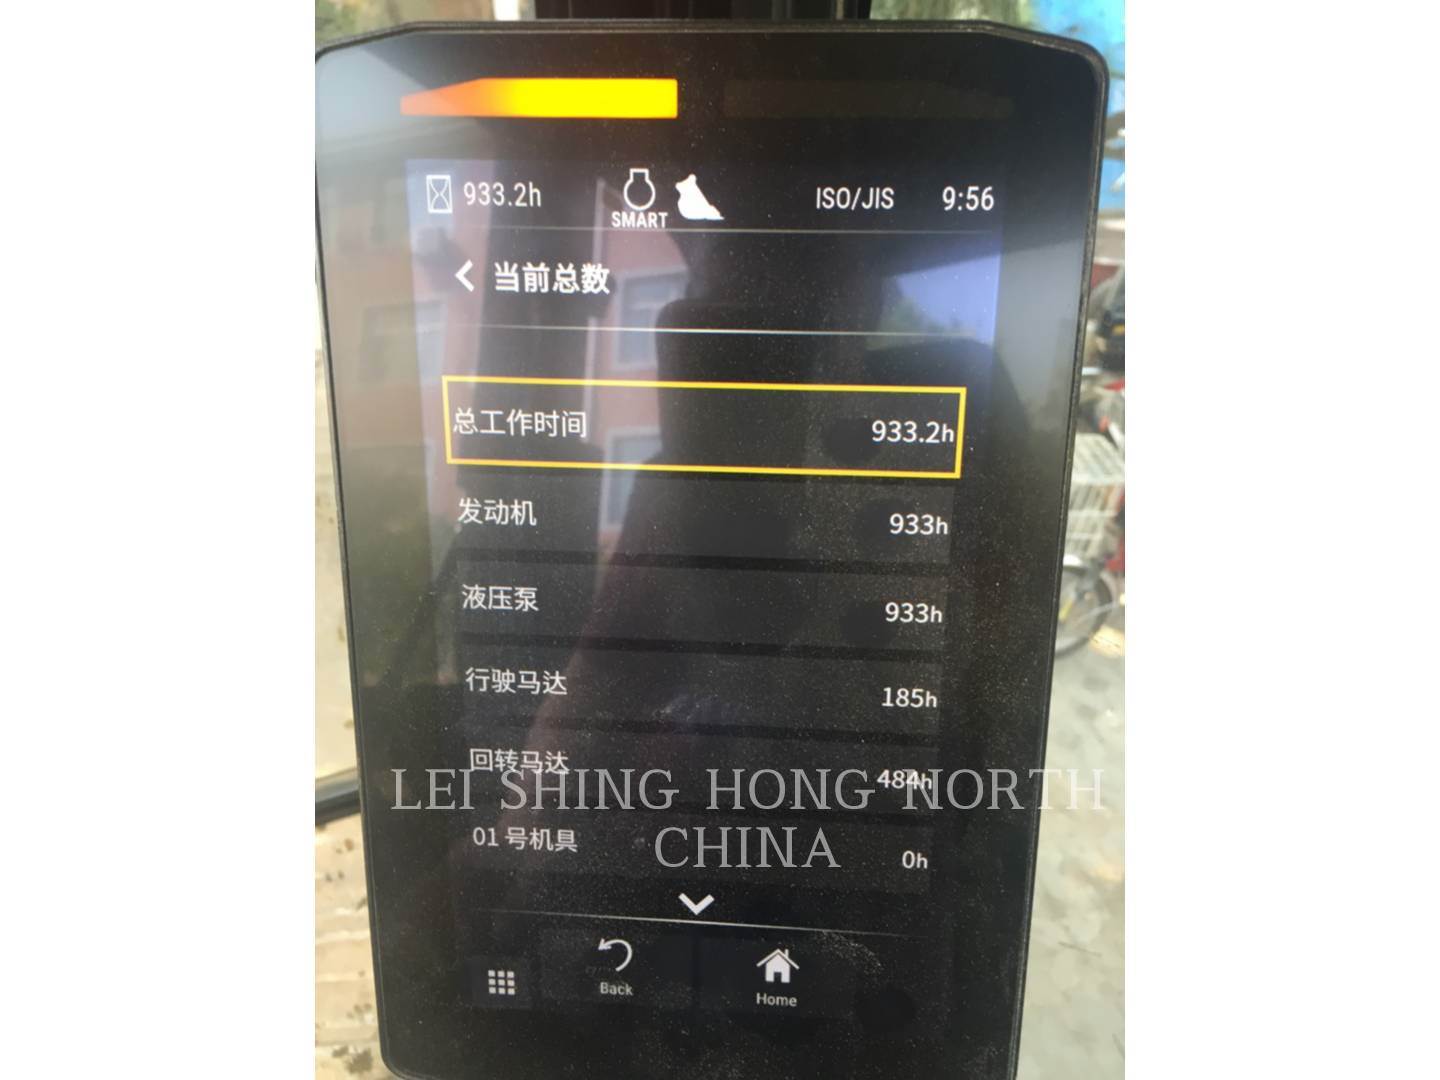 933.2h SMART ISO/JIS 9:56
当前总数
总工作时间 933.2h
发动机 933h
液压泵 933h
行驶马达 185h
回转马达 484h
LEI SHING HONG NORTH
CHINA
01 号机具 0h
Back Home